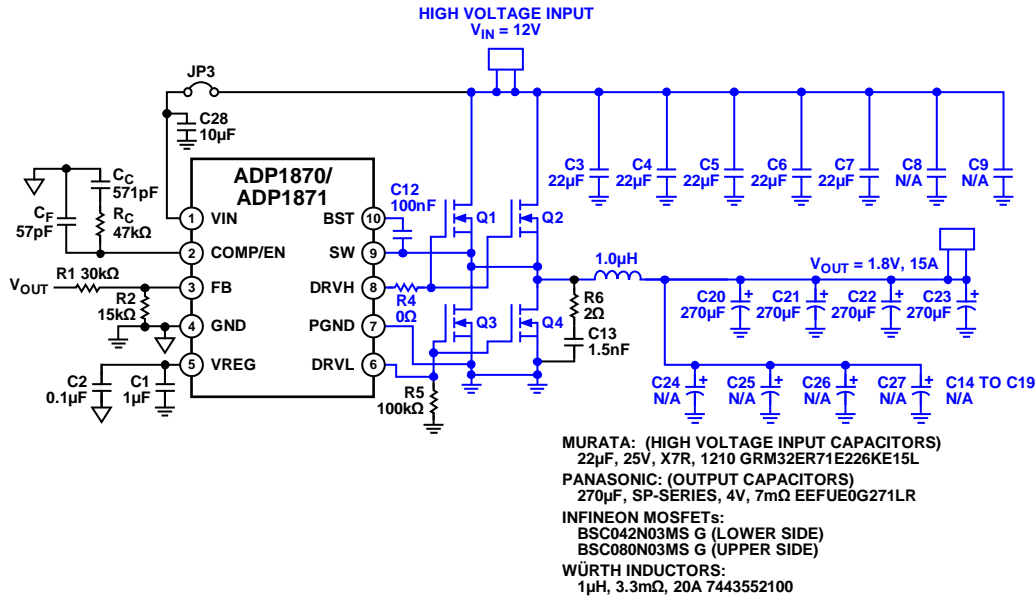 HIGH VOLTAGE INPUT
VIN = 12V
JP3
C28
10µF
CC
571pF
CF
57pF
RC
47kΩ
R1 30kΩ
VOUT
R2
15kΩ
C2
0.1µF
C1
1µF
ADP1870/
ADP1871
1 VIN
2 COMP/EN
3 FB
4 GND
5 VREG
BST 10
SW 9
DRVH 8
PGND 7
DRVL 6
C12
100nF
R4
0Ω
R5
100kΩ
Q1
Q2
Q3
Q4
1.0µH
R6
2Ω
C13
1.5nF
C3
22µF
C4
22µF
C5
22µF
C6
22µF
C7
22µF
C8
N/A
C9
N/A
VOUT = 1.8V, 15A
C20 +
270µF
C21 +
270µF
C22 +
270µF
C23 +
270µF
C24 +
N/A
C25 +
N/A
C26 +
N/A
C27 +
N/A
C14 TO C19
N/A
MURATA: (HIGH VOLTAGE INPUT CAPACITORS)
22µF, 25V, X7R, 1210 GRM32ER71E226KE15L
PANASONIC: (OUTPUT CAPACITORS)
270µF, SP-SERIES, 4V, 7mΩ EEFUE0G271LR
INFINEON MOSFETs:
BSC042N03MS G (LOWER SIDE)
BSC080N03MS G (UPPER SIDE)
WÜRTH INDUCTORS:
1µH, 3.3mΩ, 20A 7443552100